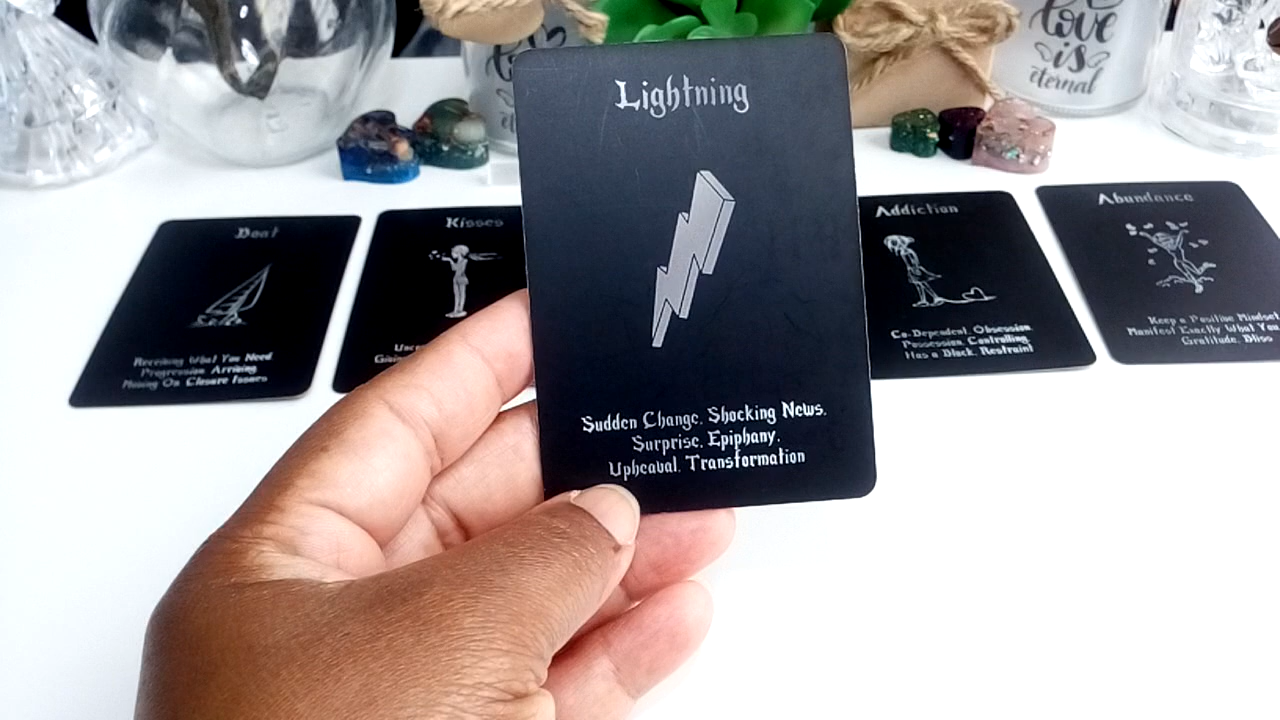 Love
is
eternal
Lightning
Sudden Change. Shocking News.
Surprise. Epiphany.
Upheaval. Transformation
Boat
Receiving What You Need
Progression Arriving.
Moving On Closure Issues
Kisses
Addiction
Co-Dependent. Obsession.
Possession. Controlling.
Has a Block. Restraint
Abundance
Keep a Positive Mindset
Manifest Exactly What You
Gratitude. Bliss